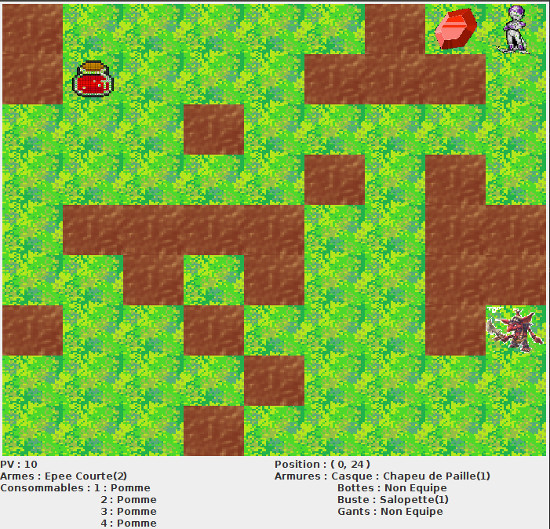 PV : 10
Armes : Epee Courte(2)
Consommables : 1 : Pomme
2 : Pomme
3 : Pomme
4 : Pomme
Position : ( 0, 24 )
Armures : Casque : Chapeu de Paille(1)
Bottes : Non Equipe
Buste : Salopette(1)
Gants : Non Equipe